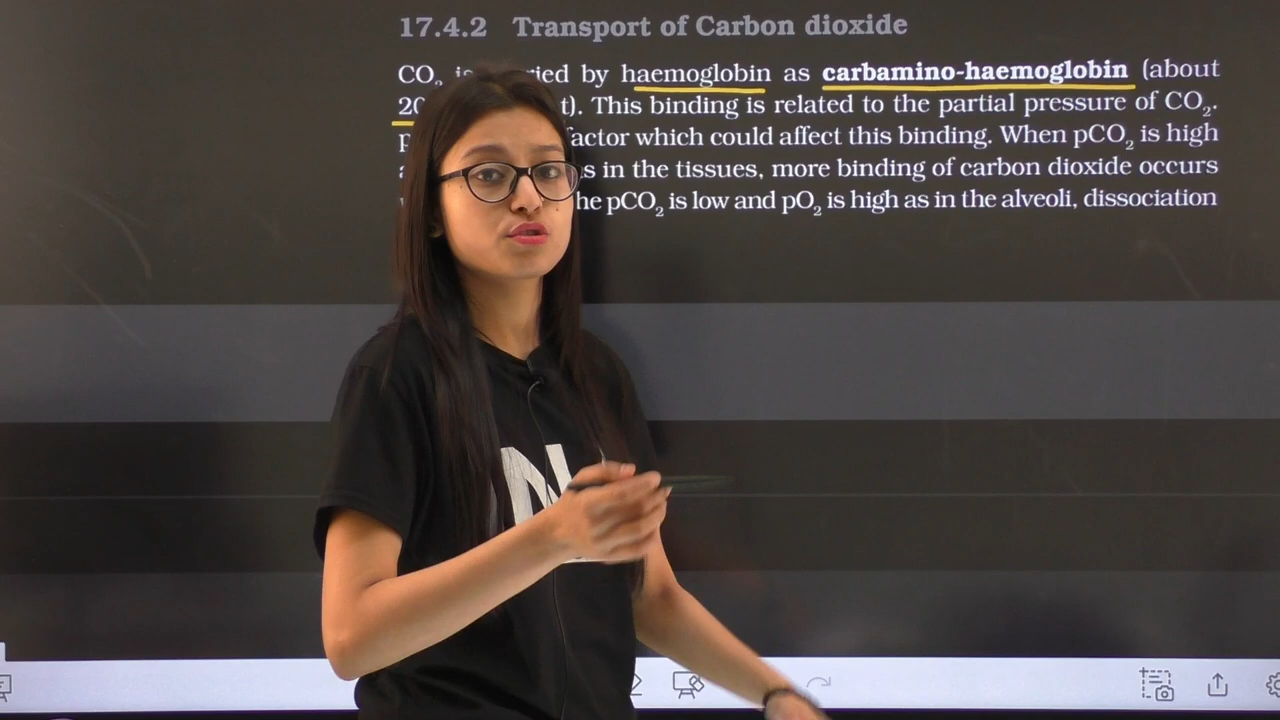 17.4.2 Transport of Carbon dioxide
CO₂ is ried by haemoglobin as carbamino-haemoglobin (about
20 t). This binding is related to the partial pressure of CO₂.
factor which could affect this binding. When pCO₂ is high
s in the tissues, more binding of carbon dioxide occurs
he pCO₂ is low and pO₂ is high as in the alveoli, dissociation
N